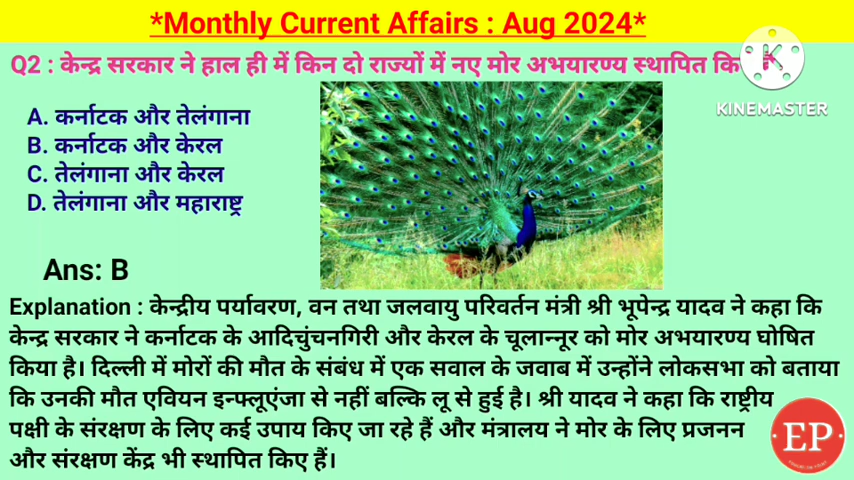 *Monthly Current Affairs : Aug 2024*
Q2 : केन्द्र सरकार ने हाल ही में किन दो राज्यों में नए मोर अभयारण्य स्थापित कि
KINEMASTER
A. कर्नाटक और तेलंगाना
B. कर्नाटक और केरल
C. तेलंगाना और केरल
D. तेलंगाना और महाराष्ट्र
Ans: B
Explanation : केन्द्रीय पर्यावरण, वन तथा जलवायु परिवर्तन मंत्री श्री भूपेन्द्र यादव ने कहा कि
केन्द्र सरकार ने कर्नाटक के आदिचुंचनगिरी और केरल के चूलान्नूर को मोर अभयारण्य घोषित
किया है। दिल्ली में मोरों की मौत के संबंध में एक सवाल के जवाब में उन्होंने लोकसभा को बताया
कि उनकी मौत एवियन इन्फ्लूएंजा से नहीं बल्कि लू से हुई है। श्री यादव ने कहा कि राष्ट्रीय
पक्षी के संरक्षण के लिए कई उपाय किए जा रहे हैं और मंत्रालय ने मोर के लिए प्रजनन
और संरक्षण केंद्र भी स्थापित किए हैं।
EP